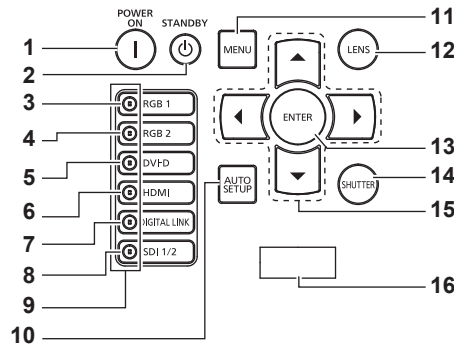 POWER
ON
STANDBY
1
2
MENU
11
LENS
12
3
RGB 1
4
RGB 2
5
DVI-D
6
HDMI
7
DIGITAL LINK
8
SDI 1/2
9
10
AUTO
SETUP
ENTER
13
SHUTTER
14
15
16